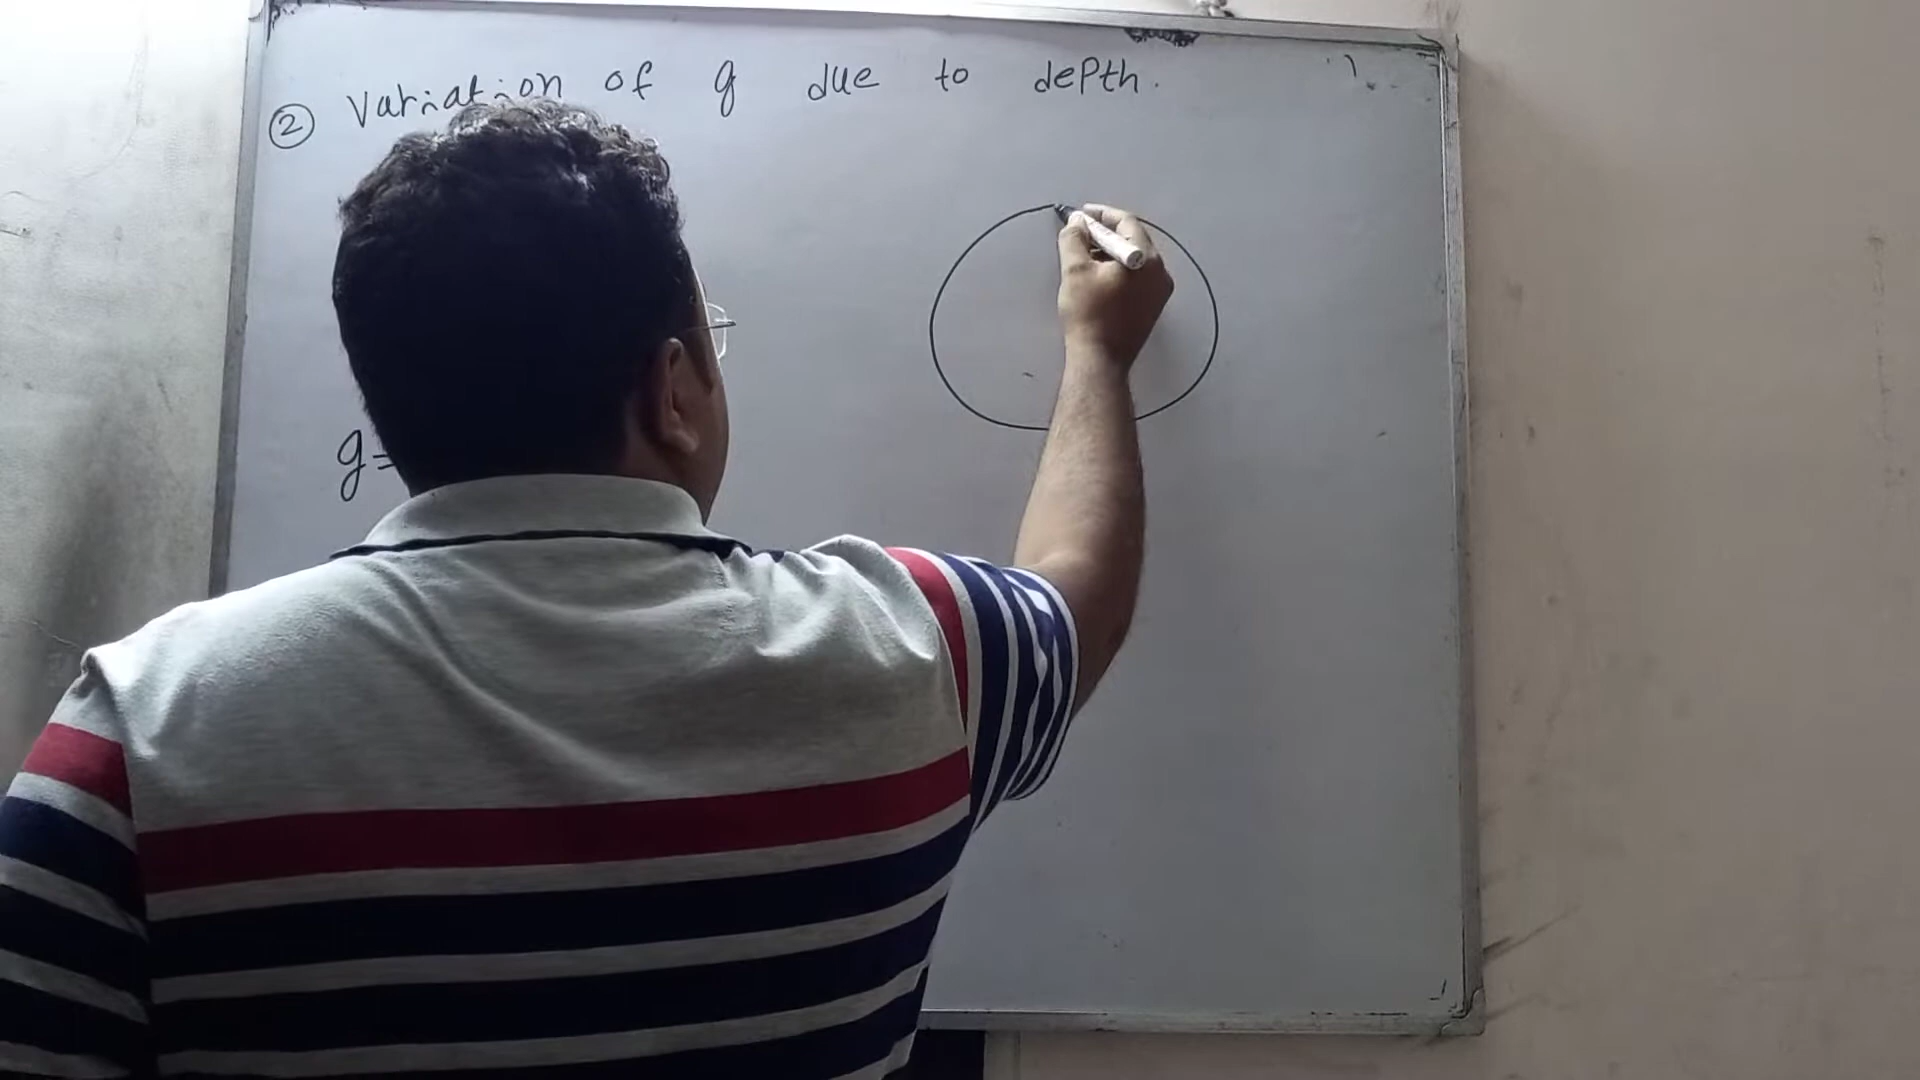 ② Variation of g due to depth.
g=